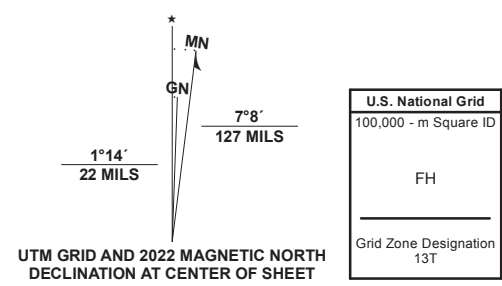 ★
MN
GN
7°8´
127 MILS
1°14´
22 MILS
UTM GRID AND 2022 MAGNETIC NORTH
DECLINATION AT CENTER OF SHEET
U.S. National Grid
100,000 - m Square ID
FH
Grid Zone Designation
13T